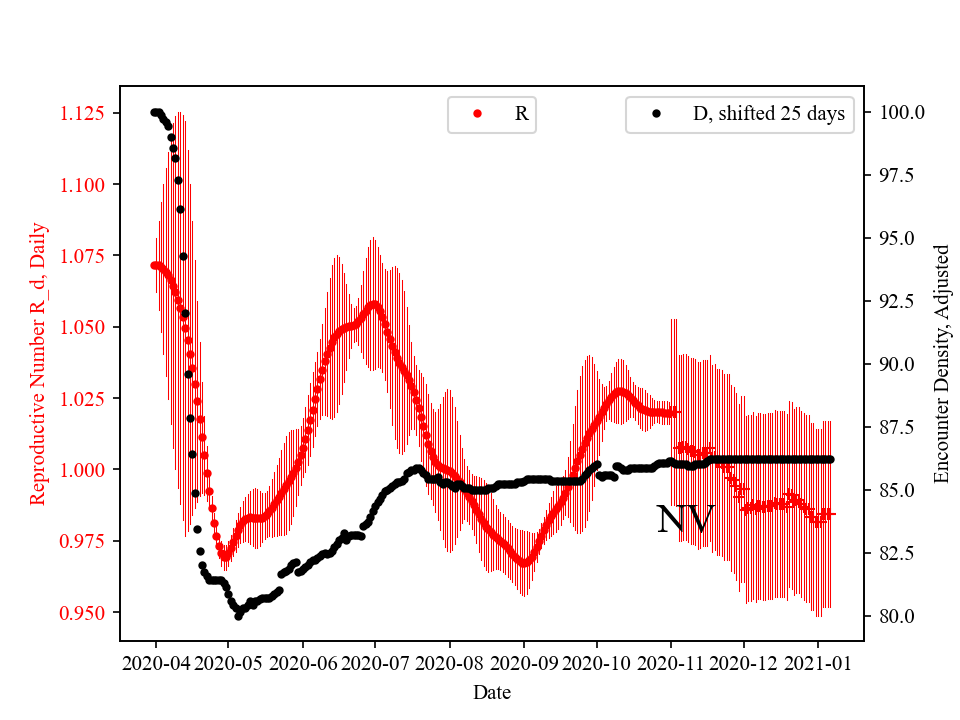 R
D, shifted 25 days
1.125
1.100
1.075
1.050
1.025
1.000
0.975
0.950
Reproductive Number R_d, Daily
100.0
97.5
95.0
92.5
90.0
87.5
85.0
82.5
80.0
Encounter Density, Adjusted
NV
2020-04 2020-05 2020-06 2020-07 2020-08 2020-09 2020-10 2020-11 2020-12 2021-01
Date